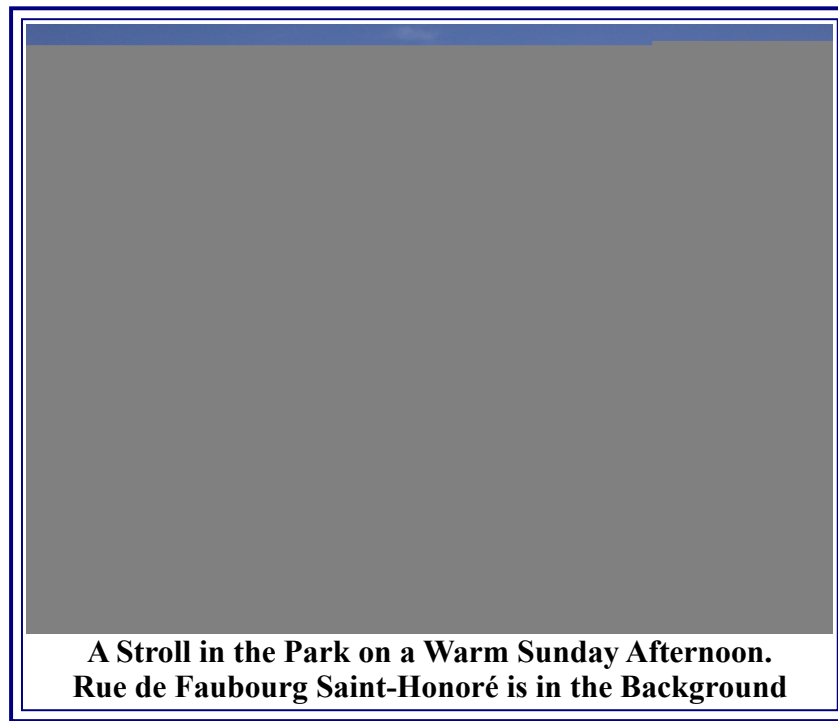 A Stroll in the Park on a Warm Sunday Afternoon.
Rue de Faubourg Saint-Honoré is in the Background